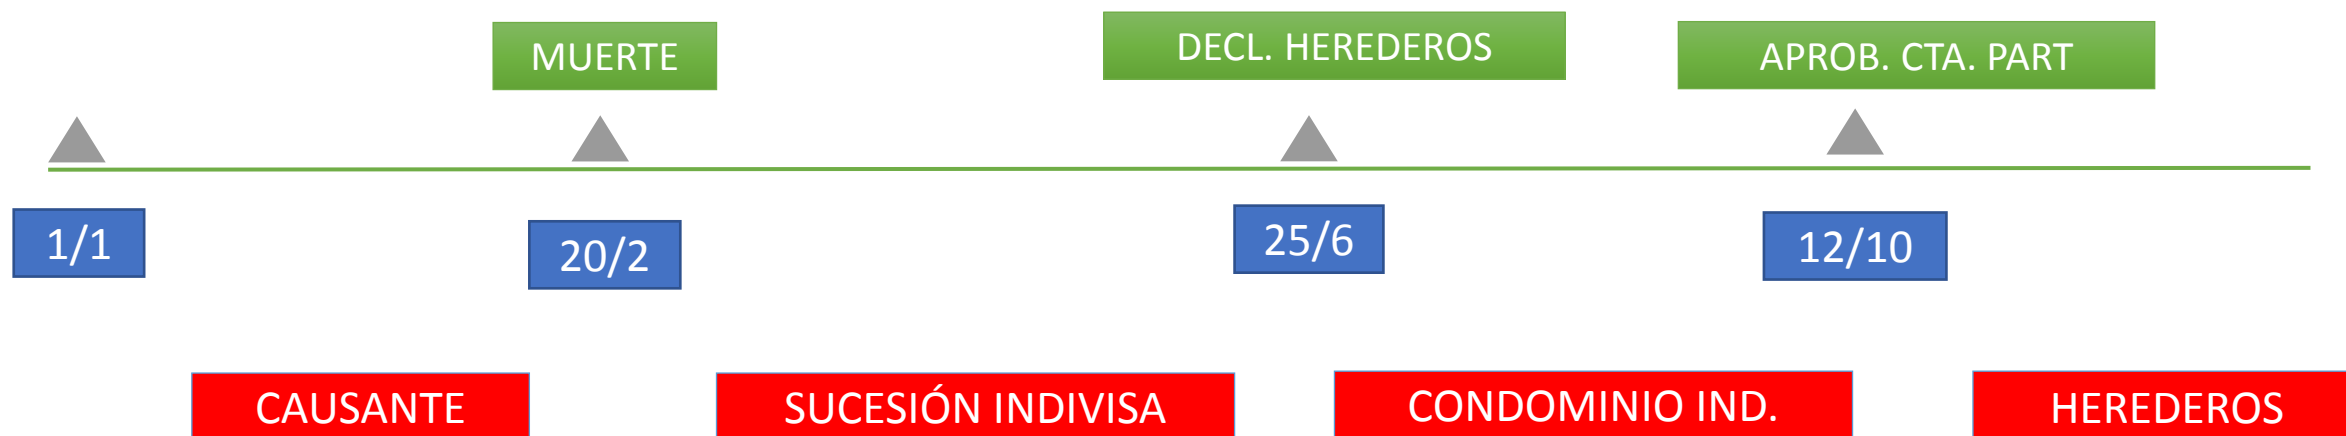 MUERTE
DECL. HEREDEROS
APROB. CTA. PART
1/1
20/2
25/6
12/10
CAUSANTE
SUCESIÓN INDIVISA
CONDOMINIO IND.
HEREDEROS